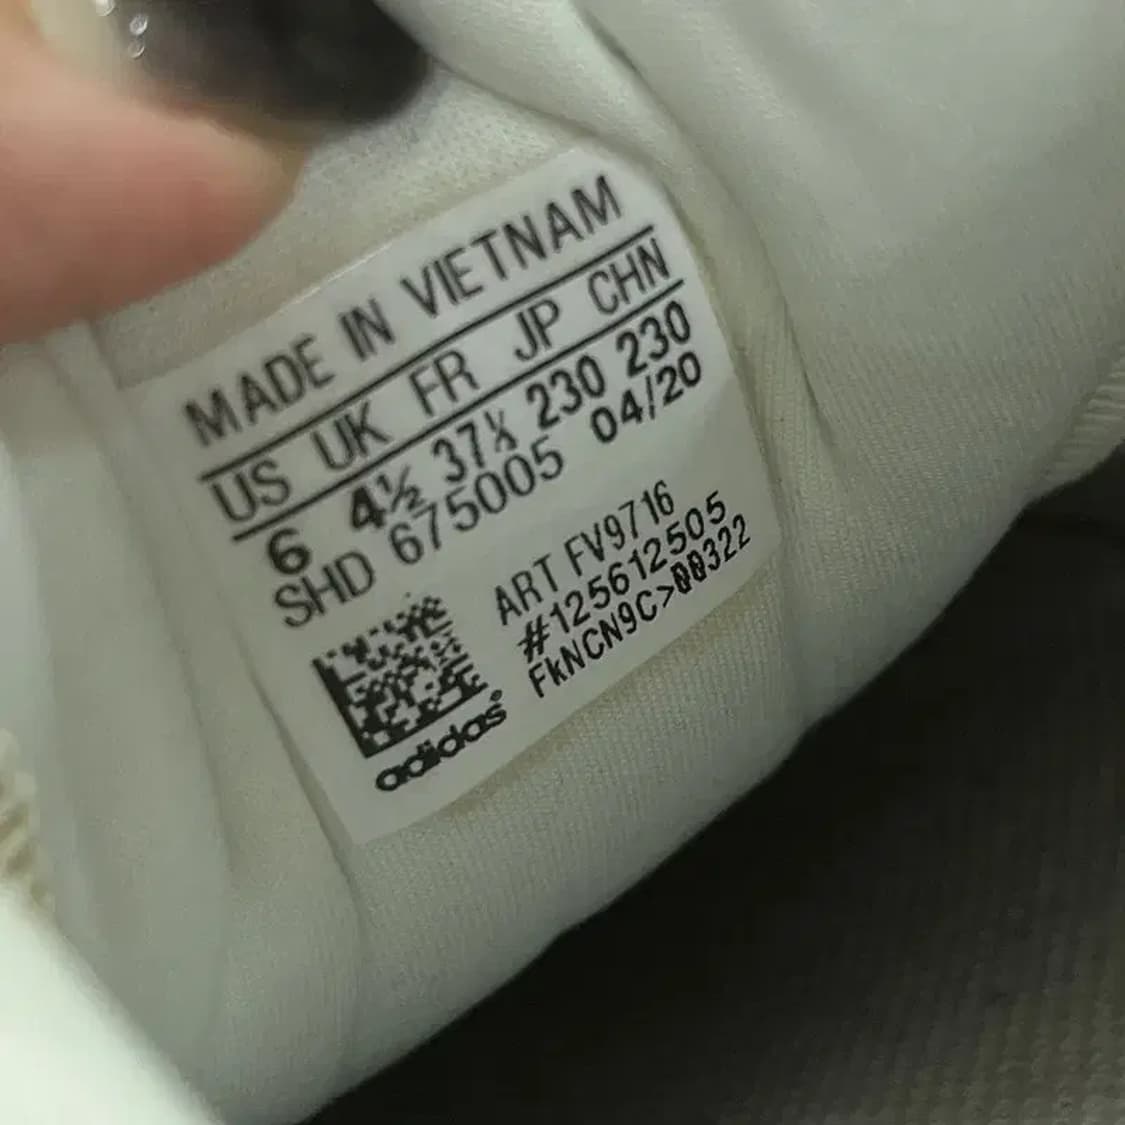 MADE IN VIETNAM
US UK FR JP CHN
6 4½ 37⅓ 230 230
SHD 675005 04/20
ART FV9716
#125612505
FkNCN9C>00322
adidas